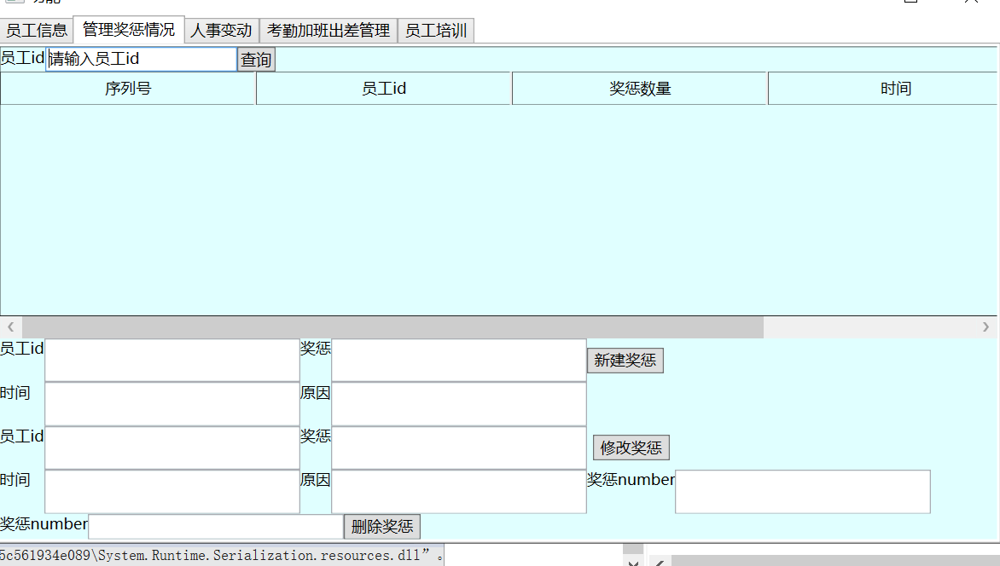 员工信息 管理奖惩情况 人事变动 考勤加班出差管理 员工培训
员工id 请输入员工id 查询
序列号 员工id 奖惩数量 时间
员工id 奖惩 新建奖惩
时间 原因
员工id 奖惩 修改奖惩
时间 原因 奖惩number
奖惩number 删除奖惩
5c561934e089\System.Runtime.Serialization.resources.dll”。